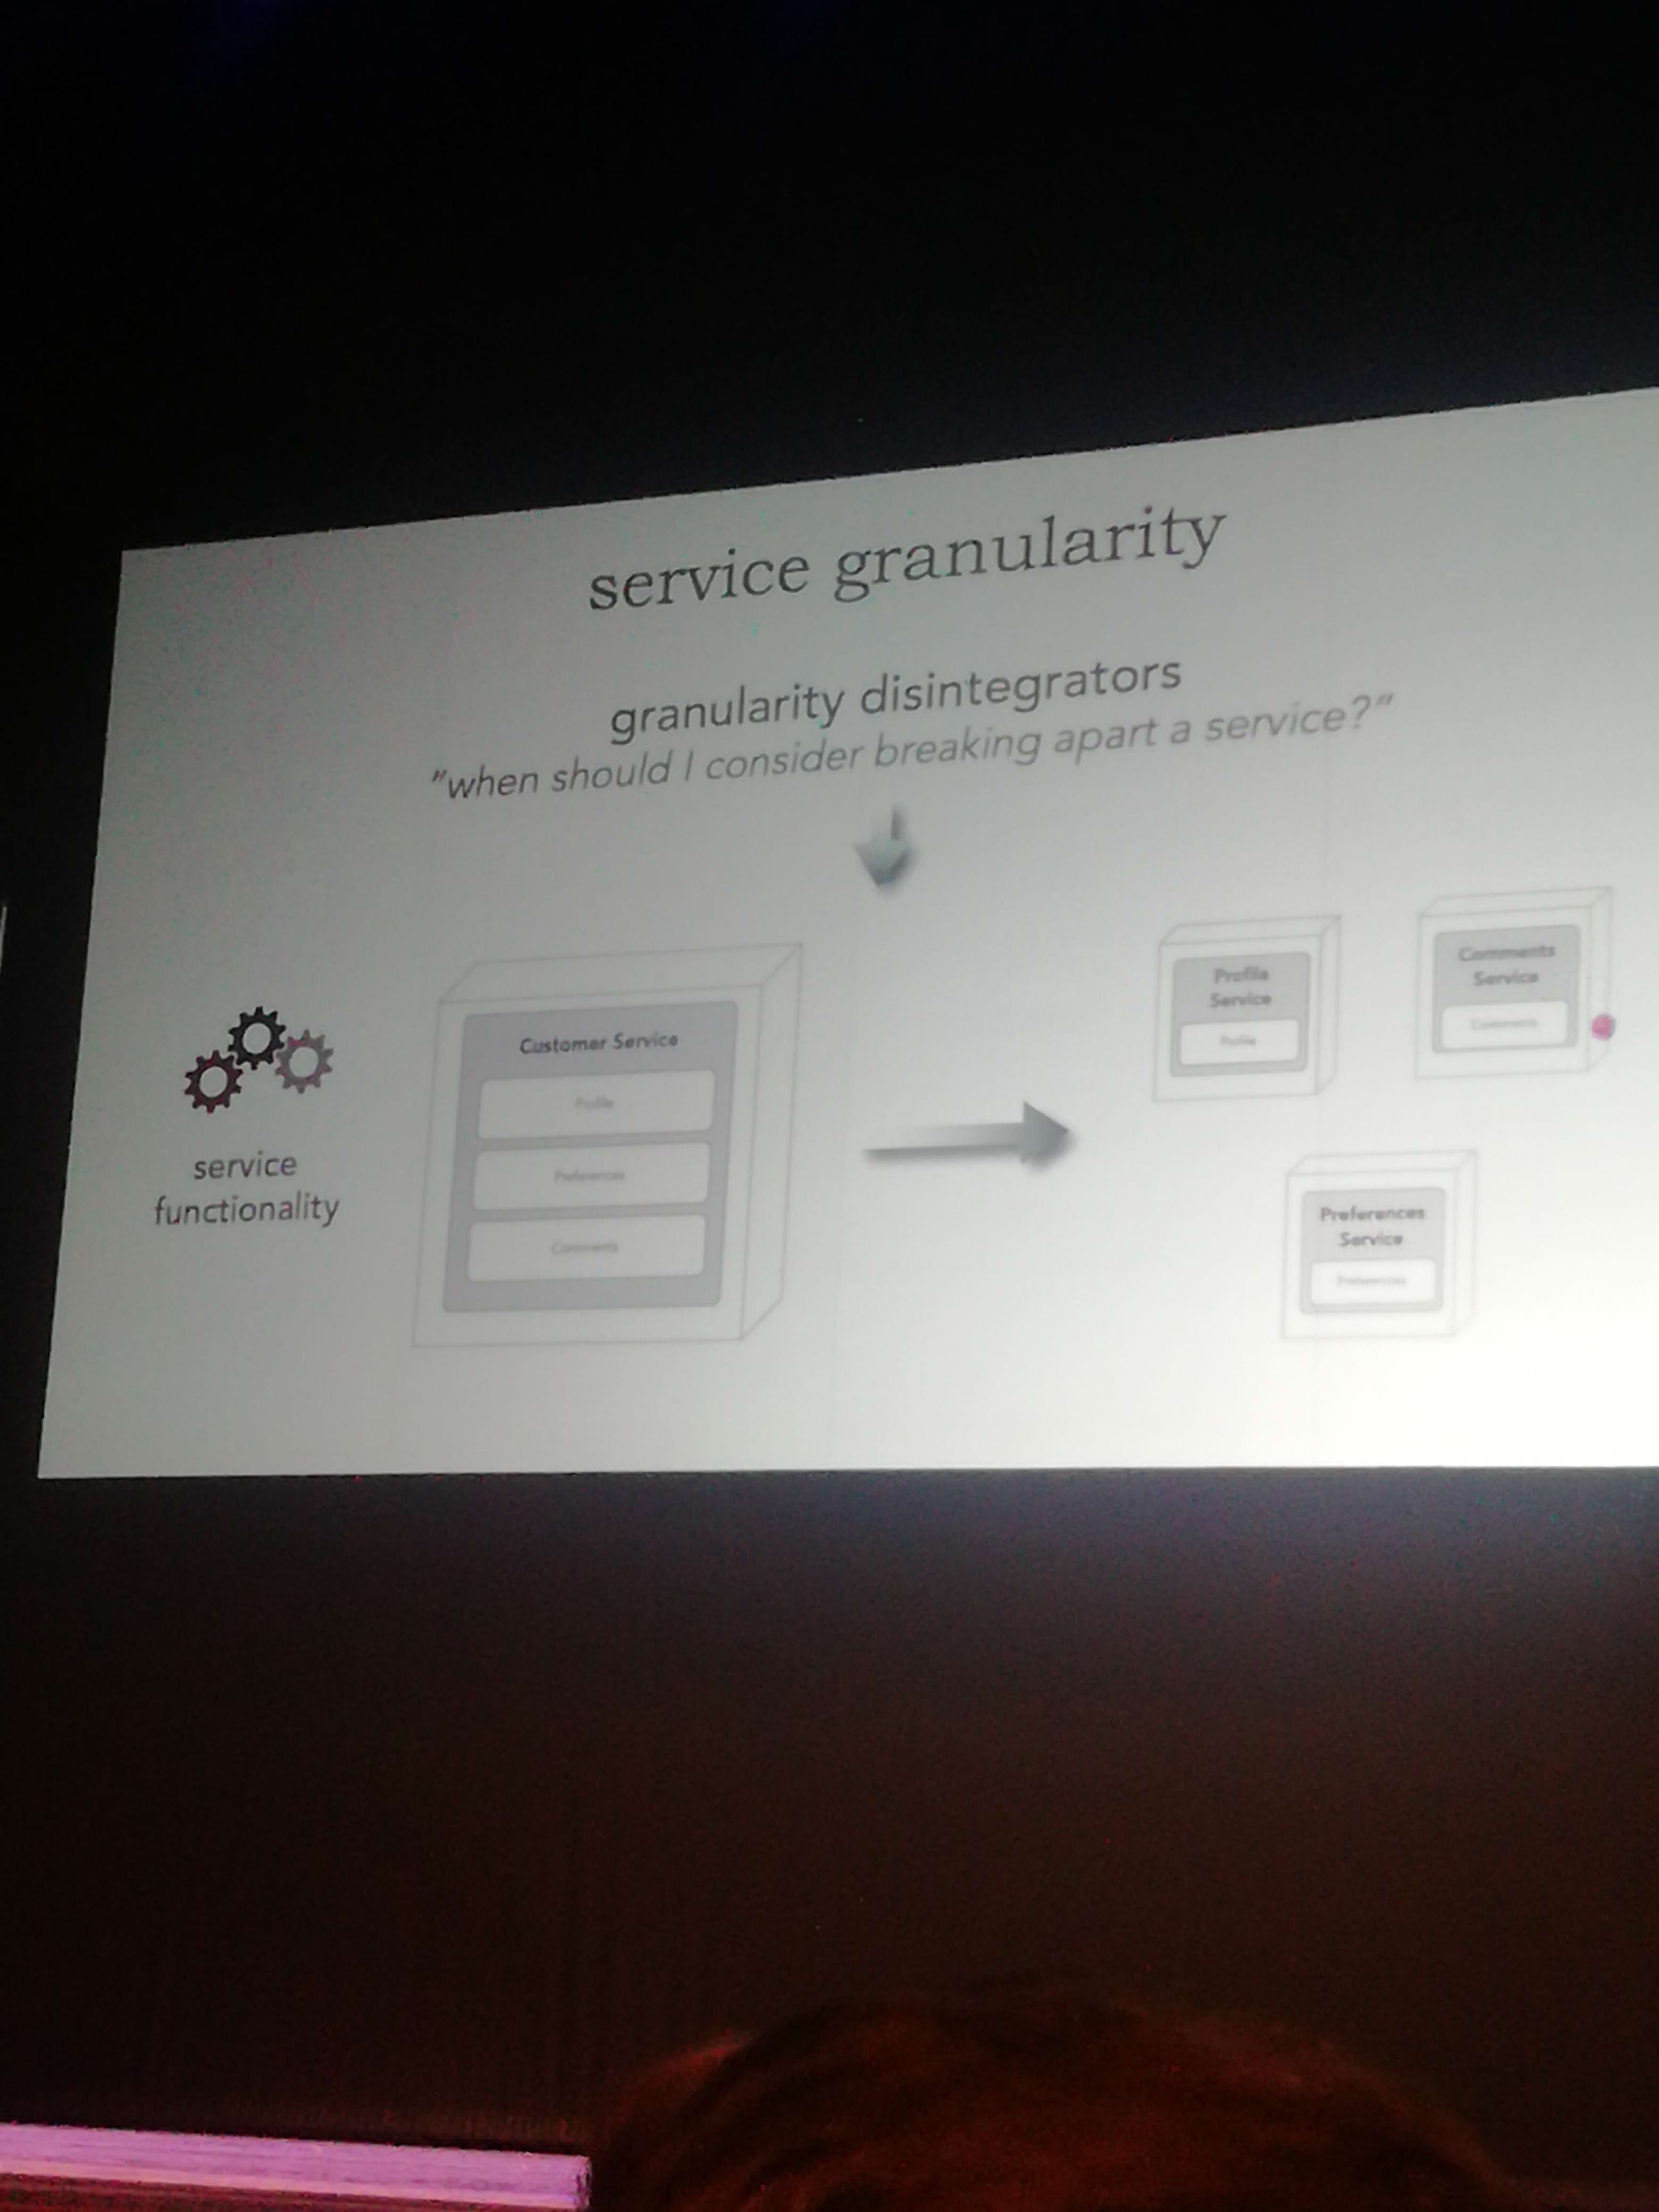 service granularity
granularity disintegrators
"when should I consider breaking apart a service?"
service
functionality
Customer Service
Profile
Preferences
Comments
Profile
Service
Profile
Comments
Service
Comments
Preferences
Service
Preferences